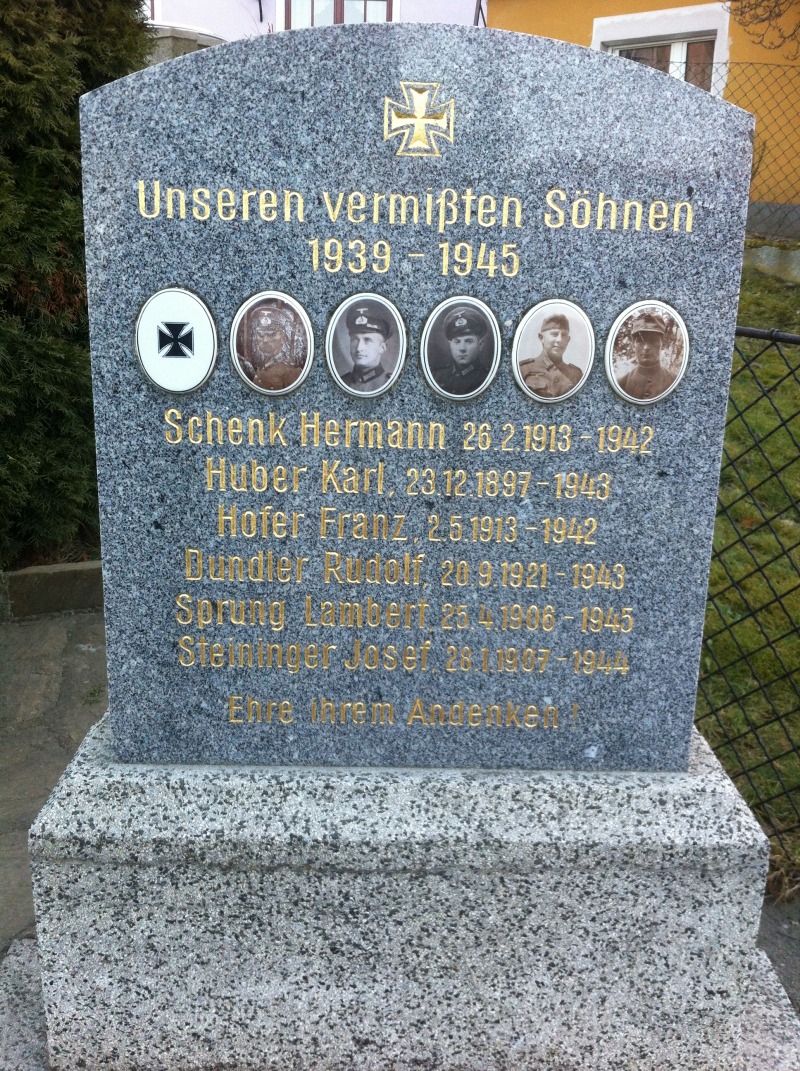 Unseren vermißten Söhnen
1939 - 1945
Schenk Hermann 26.2.1913 - 1942
Huber Karl, 23.12.1897 - 1943
Hofer Franz, 2.5.1913 - 1942
Dundler Rudolf, 20.9.1921 - 1943
Sprung Lambert 25.4.1906 - 1945
Steininger Josef, 28.1.1907 - 1944
Ehre ihrem Andenken!